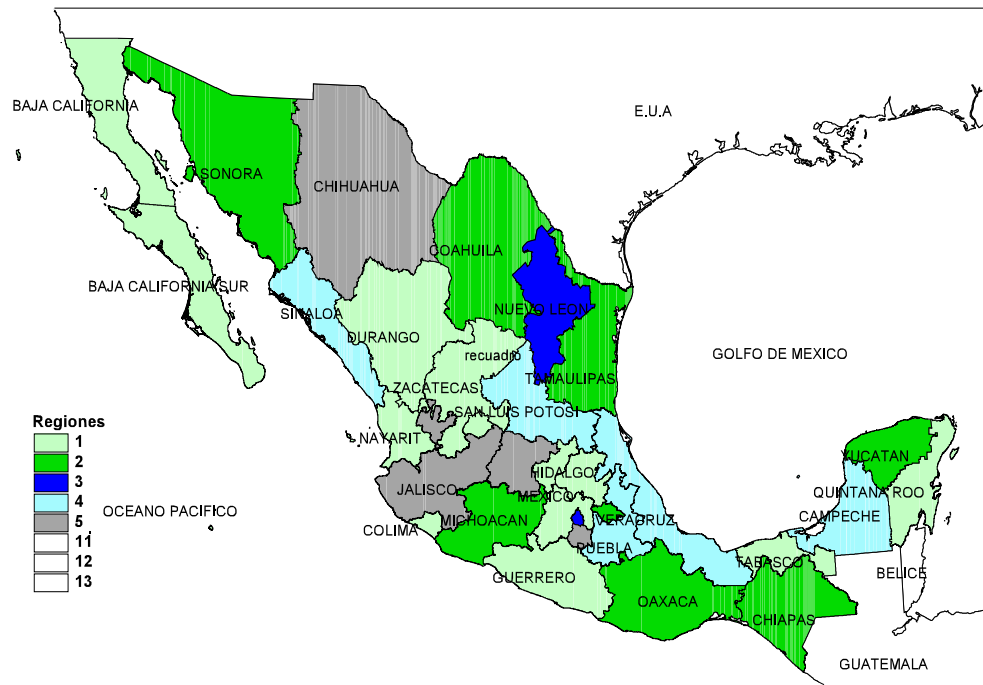 BAJA CALIFORNIA
E.U.A
SONORA
CHIHUAHUA
COAHUILA
BAJA CALIFORNIA SUR
SINALOA
NUEVO LEON
DURANGO
recuadro
GOLFO DE MEXICO
ZACATECAS
TAMAULIPAS
SAN LUIS POTOSI
NAYARIT
YUCATAN
HIDALGO
JALISCO
MEXICO
QUINTANA ROO
CAMPECHE
OCEANO PACIFICO
COLIMA
MICHOACAN
VERACRUZ
PUEBLA
TABASCO
BELICE
GUERRERO
OAXACA
CHIAPAS
GUATEMALA
Regiones
1
2
3
4
5
11
12
13